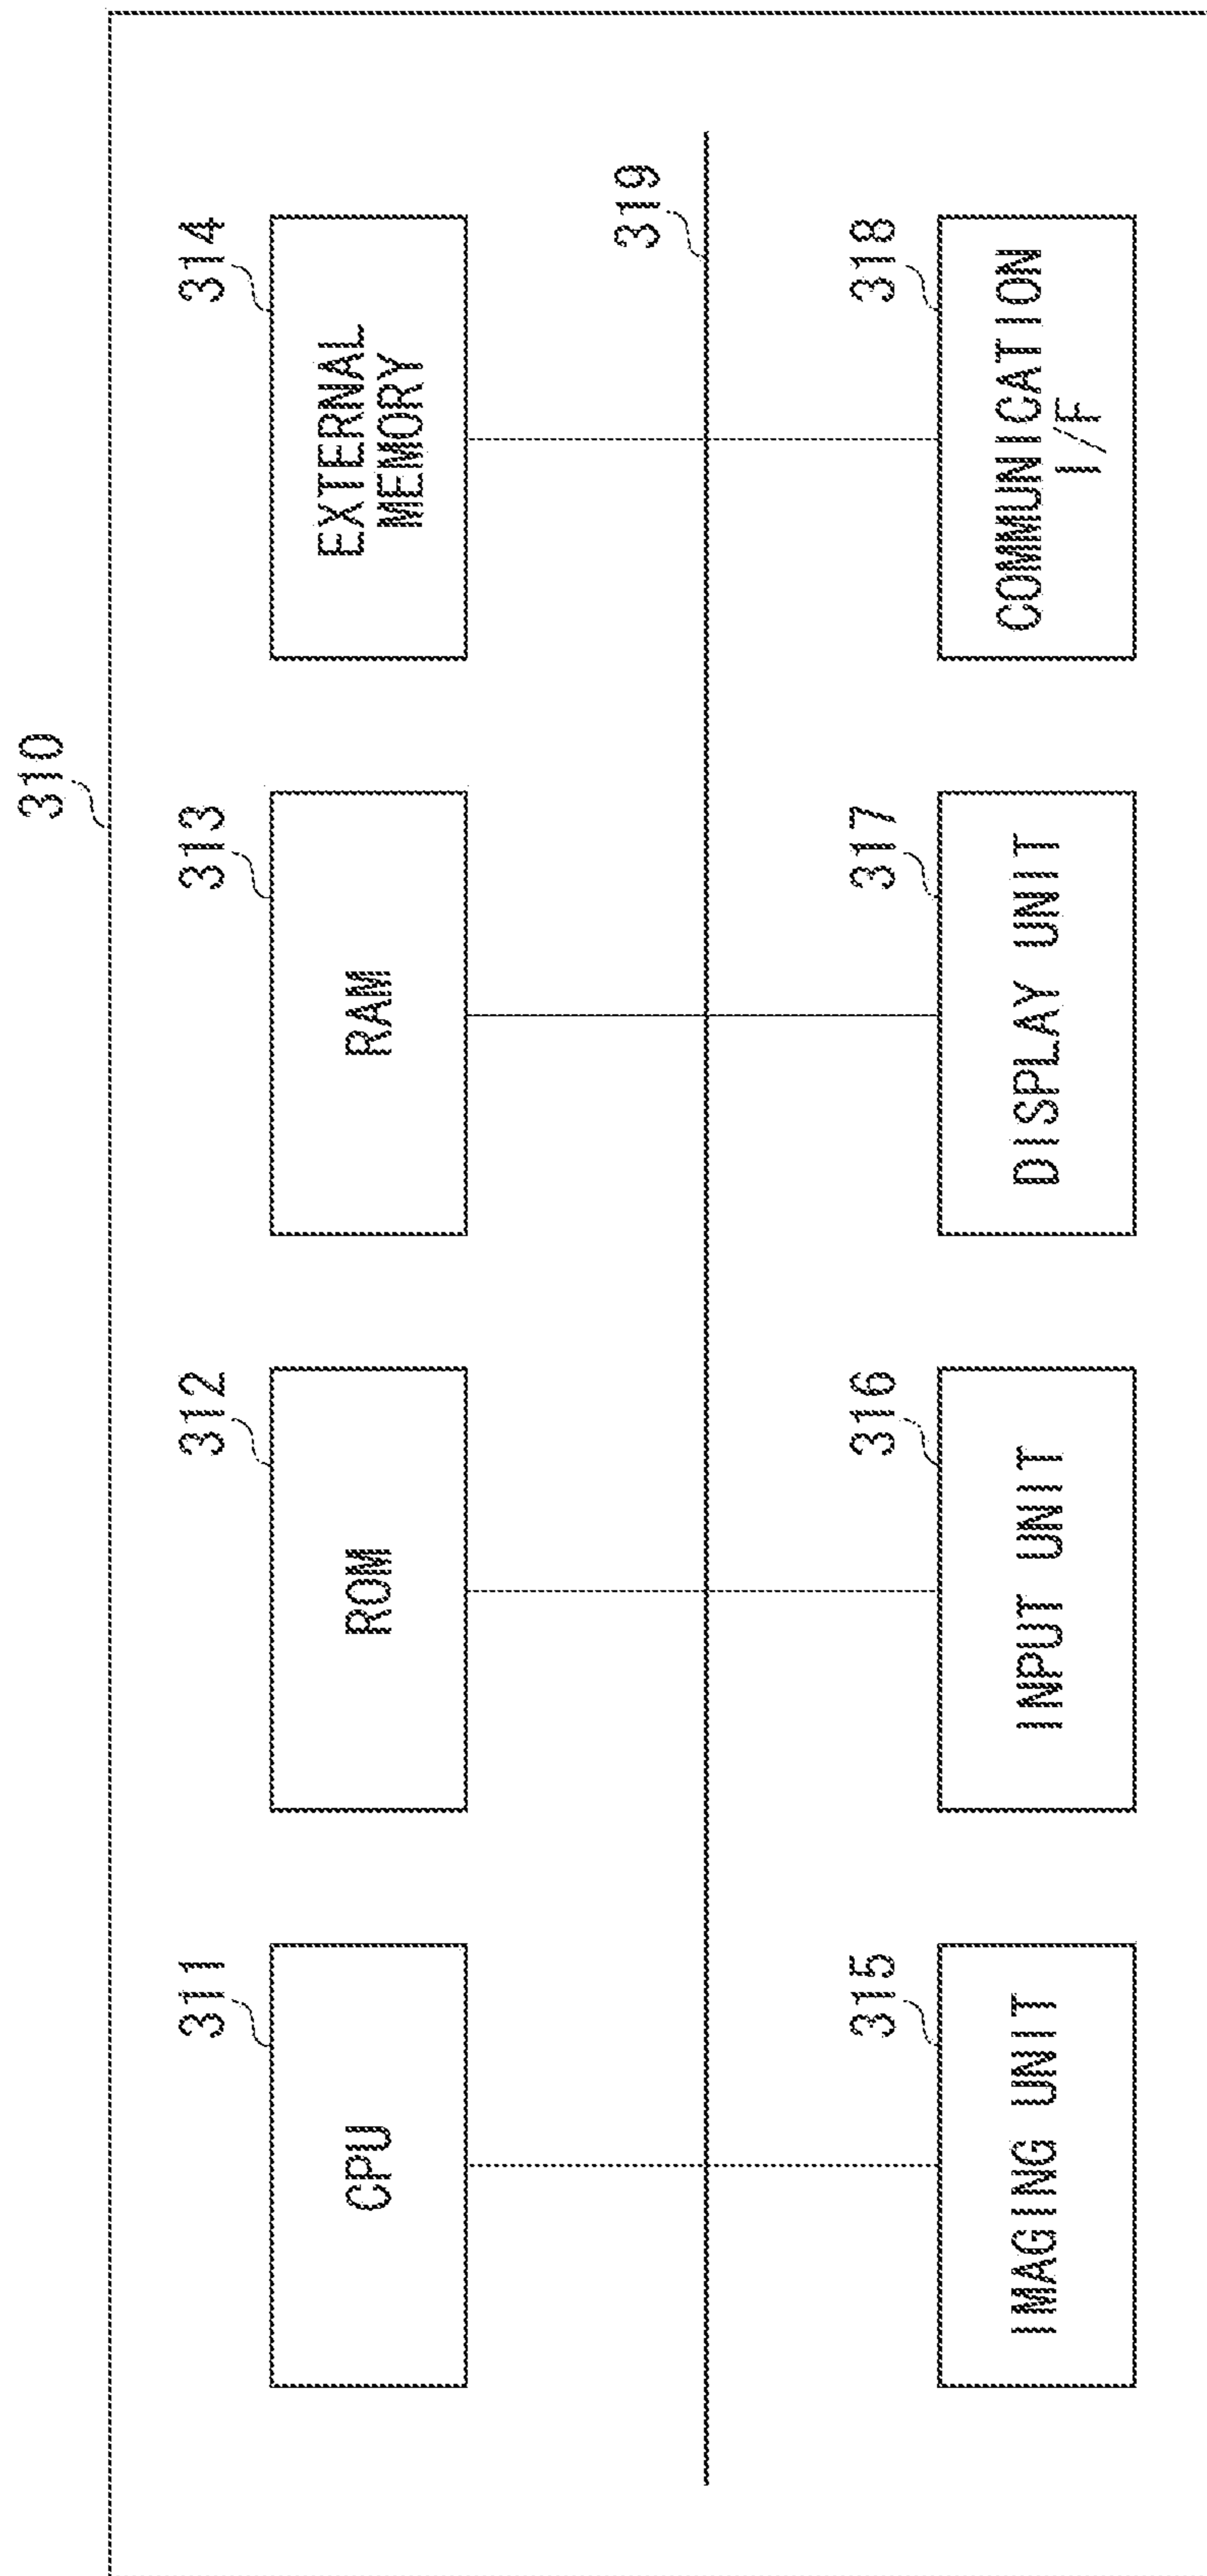 310
311
CPU
312
ROM
313
RAM
314
EXTERNAL
MEMORY
319
315
IMAGING UNIT
316
INPUT UNIT
317
DISPLAY UNIT
318
COMMUNICATION
I/F